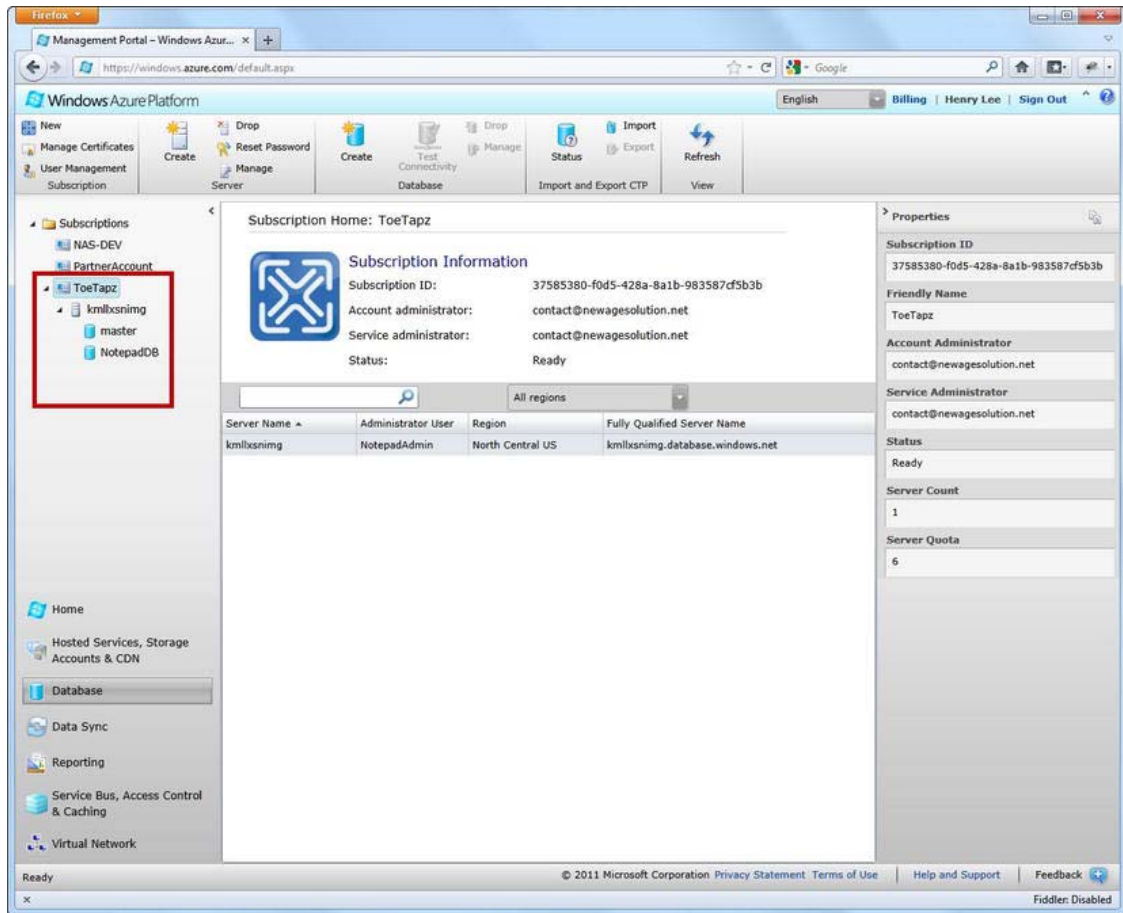 Firefox
Management Portal – Windows Azur... × +
https://windows.azure.com/default.aspx
Google
Windows Azure Platform
English
Billing | Henry Lee | Sign Out
New
Manage Certificates
User Management
Subscription
Create
Drop
Reset Password
Manage
Server
Create
Test Connectivity
Drop
Manage
Database
Status
Import
Export
Import and Export CTP
Refresh
View
Subscriptions
NAS-DEV
PartnerAccount
ToeTapz
kmllxsnimg
master
NotepadDB
Home
Hosted Services, Storage
Accounts & CDN
Database
Data Sync
Reporting
Service Bus, Access Control
& Caching
Virtual Network
Subscription Home: ToeTapz
Subscription Information
Subscription ID: 37585380-f0d5-428a-8a1b-983587cf5b3b
Account administrator: contact@newagesolution.net
Service administrator: contact@newagesolution.net
Status: Ready
All regions
Server Name Administrator User Region Fully Qualified Server Name
kmllxsnimg NotepadAdmin North Central US kmllxsnimg.database.windows.net
Properties
Subscription ID
37585380-f0d5-428a-8a1b-983587cf5b3b
Friendly Name
ToeTapz
Account Administrator
contact@newagesolution.net
Service Administrator
contact@newagesolution.net
Status
Ready
Server Count
1
Server Quota
6
Ready
© 2011 Microsoft Corporation Privacy Statement Terms of Use | Help and Support | Feedback
× Fiddler: Disabled